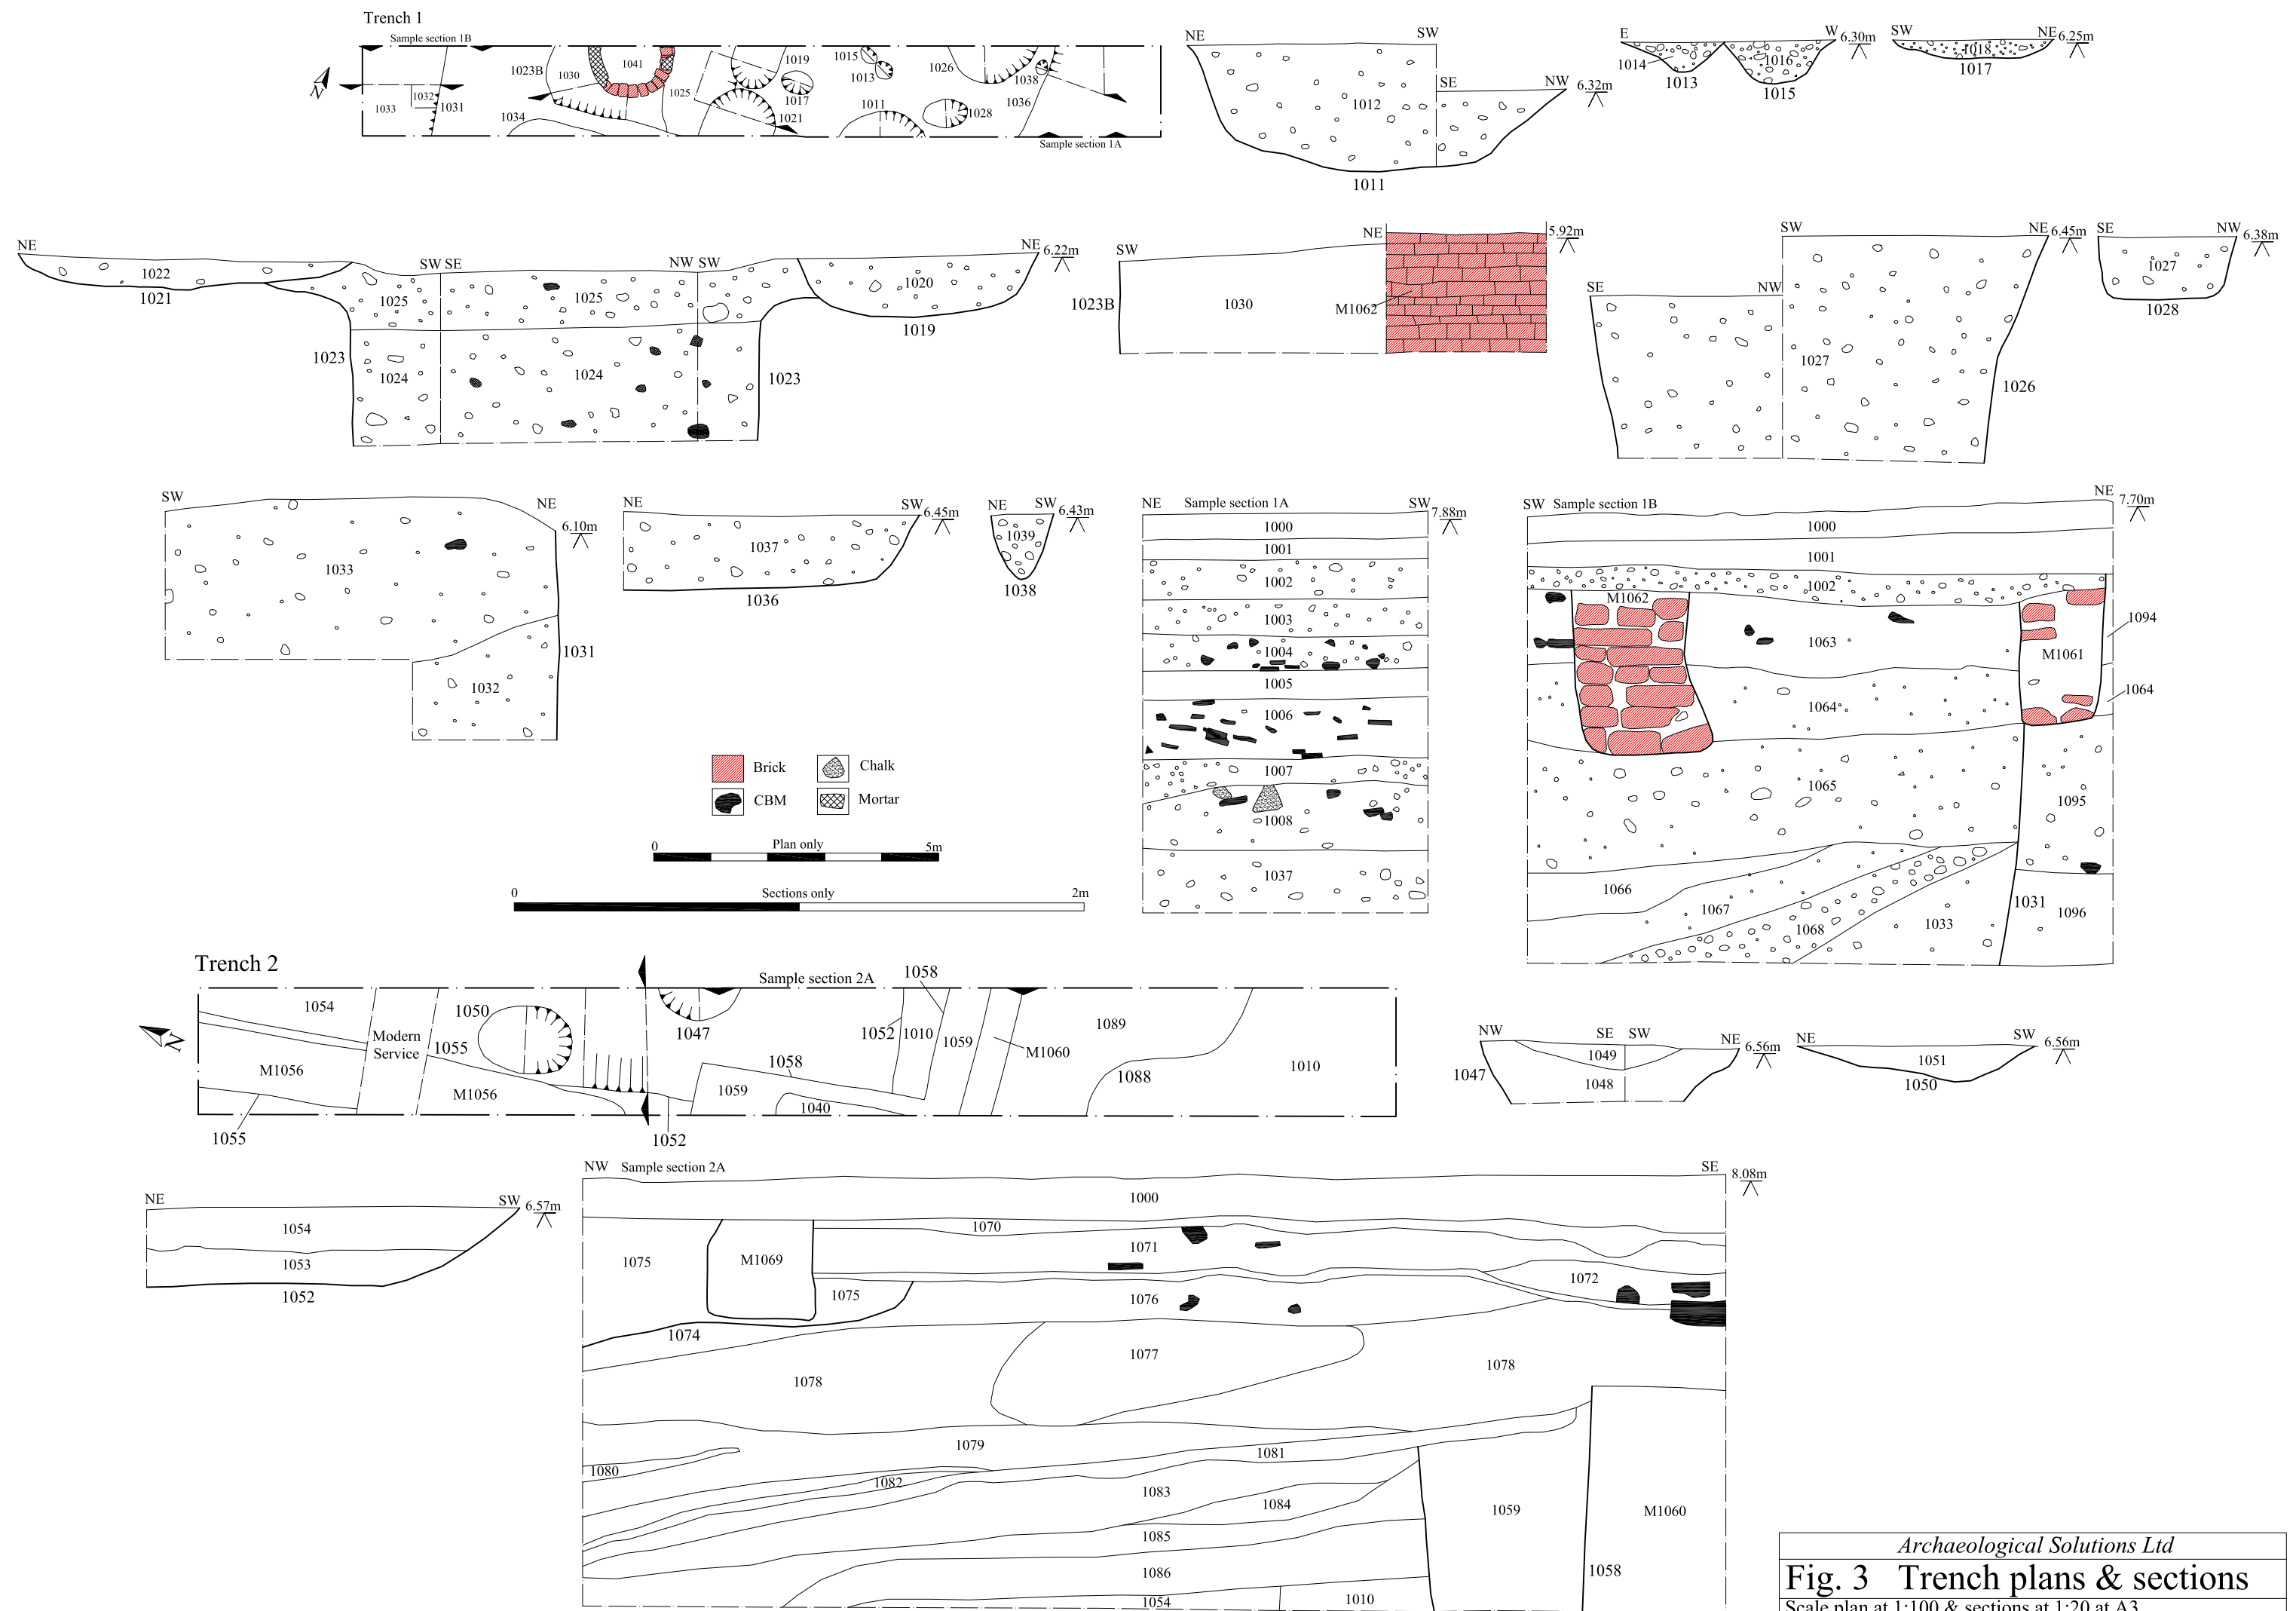 Trench 1
Sample section 1B
N
1033
1032
1031
1023B
1030
1034
1041
1025
1019
1017
1021
1015
1013
1011
1026
1028
1038
1036
Sample section 1A
NE
SW
SE
NW
6.32m
1012
1011
E
W
6.30m
1014
1016
1013
1015
SW
NE
6.25m
1018
1017
NE
SW SE
NW SW
NE
6.22m
1022
1021
1025
1025
1020
1019
1023
1024
1024
1023
SW
NE
5.92m
1023B
1030
M1062
SE
NW
SW
NE
6.45m
1027
1026
SE
NW
6.38m
1027
1028
SW
NE
6.10m
1033
1031
1032
NE
SW
6.45m
1037
1036
NE
SW
6.43m
1039
1038
NE
Sample section 1A
SW
7.88m
1000
1001
1002
1003
1004
1005
1006
1007
1008
1037
SW
Sample section 1B
NE
7.70m
1000
1001
1002
M1062
1063
1094
M1061
1064
1064
1065
1095
1066
1067
1068
1033
1031
1096
Brick
Chalk
CBM
Mortar
0
Plan only
5m
0
Sections only
2m
Trench 2
Sample section 2A
N
1054
1050
Modern
Service
1055
M1056
M1056
1055
1047
1052
1058
1052
1010
1059
1058
1059
1040
M1060
1089
1088
1010
NW
SE
SW
NE
6.56m
1049
1047
1048
NE
SW
6.56m
1051
1050
NE
SW
6.57m
1054
1053
1052
NW
Sample section 2A
SE
8.08m
1000
1070
1075
M1069
1071
1072
1075
1076
1074
1077
1078
1078
1079
1080
1081
1082
1083
1084
1059
M1060
1085
1086
1058
1054
1010
Archaeological Solutions Ltd
Fig. 3 Trench plans & sections
Scale plan at 1:100 & sections at 1:20 at A3